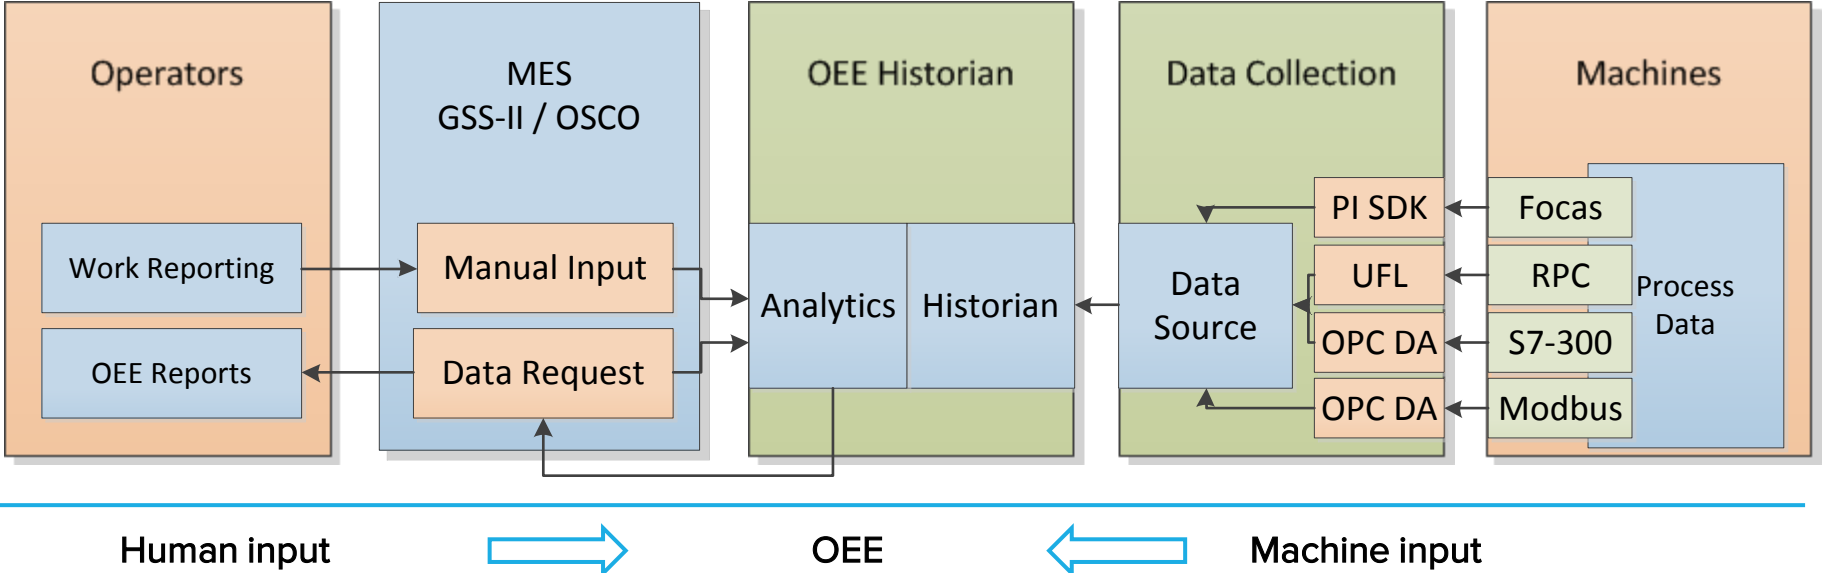 Operators
MES
GSS-II / OSCO
OEE Historian
Data Collection
Machines
Work Reporting
OEE Reports
Manual Input
Data Request
Analytics
Historian
Data
Source
PI SDK
UFL
OPC DA
OPC DA
Focas
RPC
S7-300
Modbus
Process
Data
Human input
OEE
Machine input